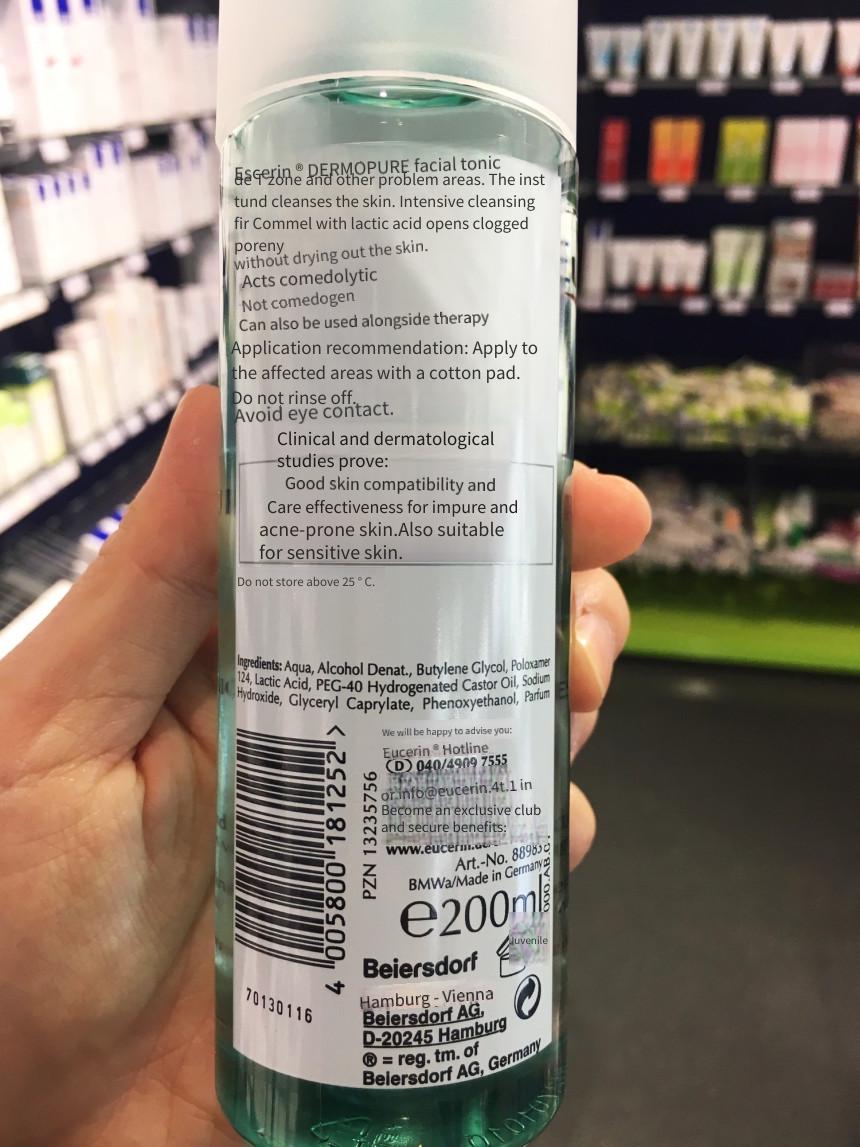 Escerin ® DERMOPURE facial tonic
de T zone and other problem areas. The inst
tund cleanses the skin. Intensive cleansing
fir Commel with lactic acid opens clogged
poreny
without drying out the skin.
Acts comedolytic
Not comedogen
Can also be used alongside therapy
Application recommendation: Apply to
the affected areas with a cotton pad.
Do not rinse off.
Avoid eye contact.
Clinical and dermatological
studies prove:
Good skin compatibility and
Care effectiveness for impure and
acne-prone skin.Also suitable
for sensitive skin.
Do not store above 25 ° C.
Ingredients: Aqua, Alcohol Denat., Butylene Glycol, Poloxamer
124, Lactic Acid, PEG-40 Hydrogenated Castor Oil, Sodium
Hydroxide, Glyceryl Caprylate, Phenoxyethanol, Parfum
We will be happy to advise you:
Eucerin ® Hotline
(D) 040/4909 7555
or.info@eucerin.4t.1 in
Become an exclusive club
and secure benefits:
Art.-No.
BMWa/Made in Germany
e200ml
Juvenile
PZN 13235756
4 005800 181252 >
70130116
Beiersdorf
Hamburg - Vienna
Beiersdorf AG,
D-20245 Hamburg
® = reg. tm. of
Beiersdorf AG, Germany